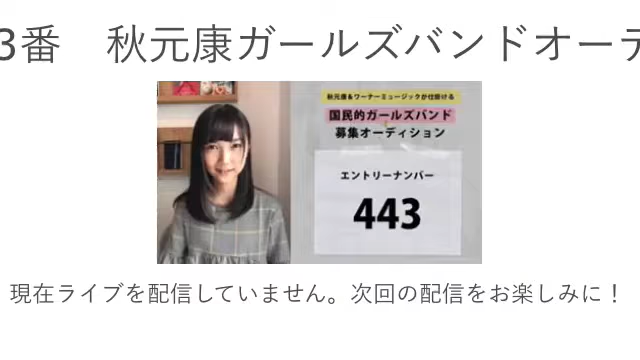 3番　秋元康ガールズバンドオーデ
秋元康&ワーナーミュージックが仕掛ける
国民的ガールズバンド
募集オーディション
エントリーナンバー
443
現在ライブを配信していません。次回の配信をお楽しみに！